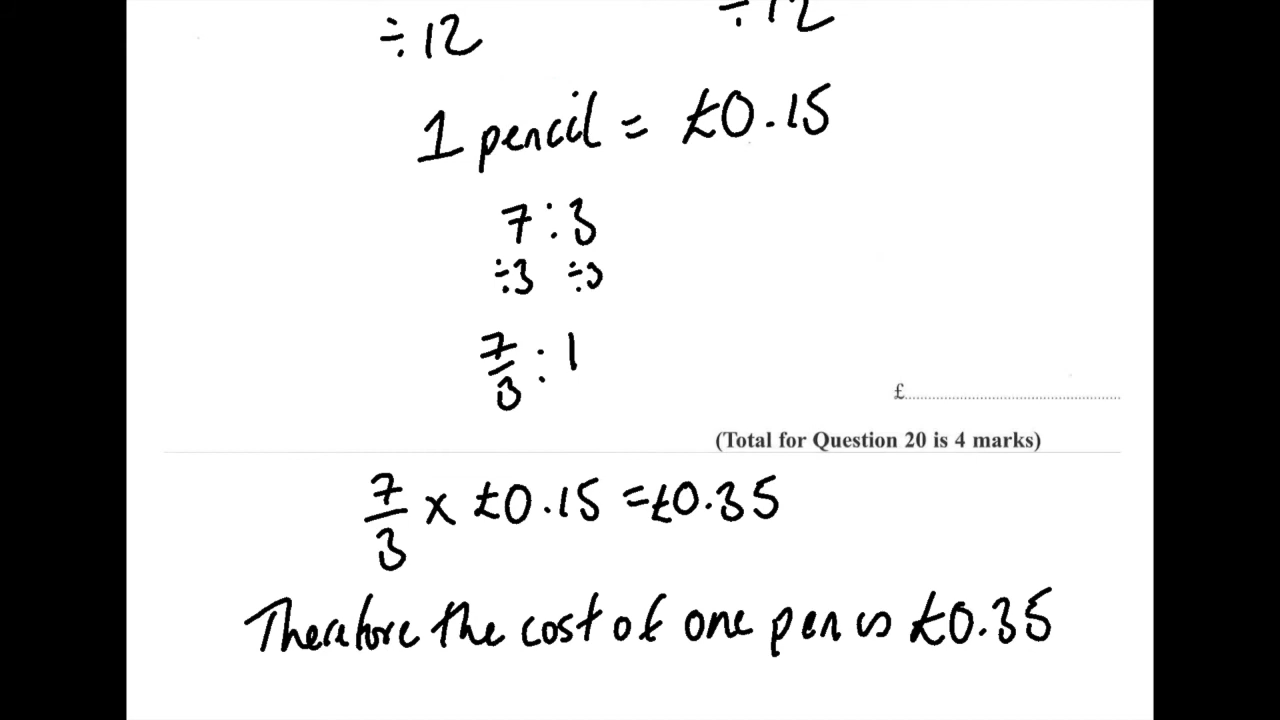 ÷12 ÷12
1 pencil = £0.15
7 : 3
÷3 ÷3
7/3 : 1
£
(Total for Question 20 is 4 marks)
7/3 x £0.15 = £0.35
Therefore the cost of one pen is £0.35